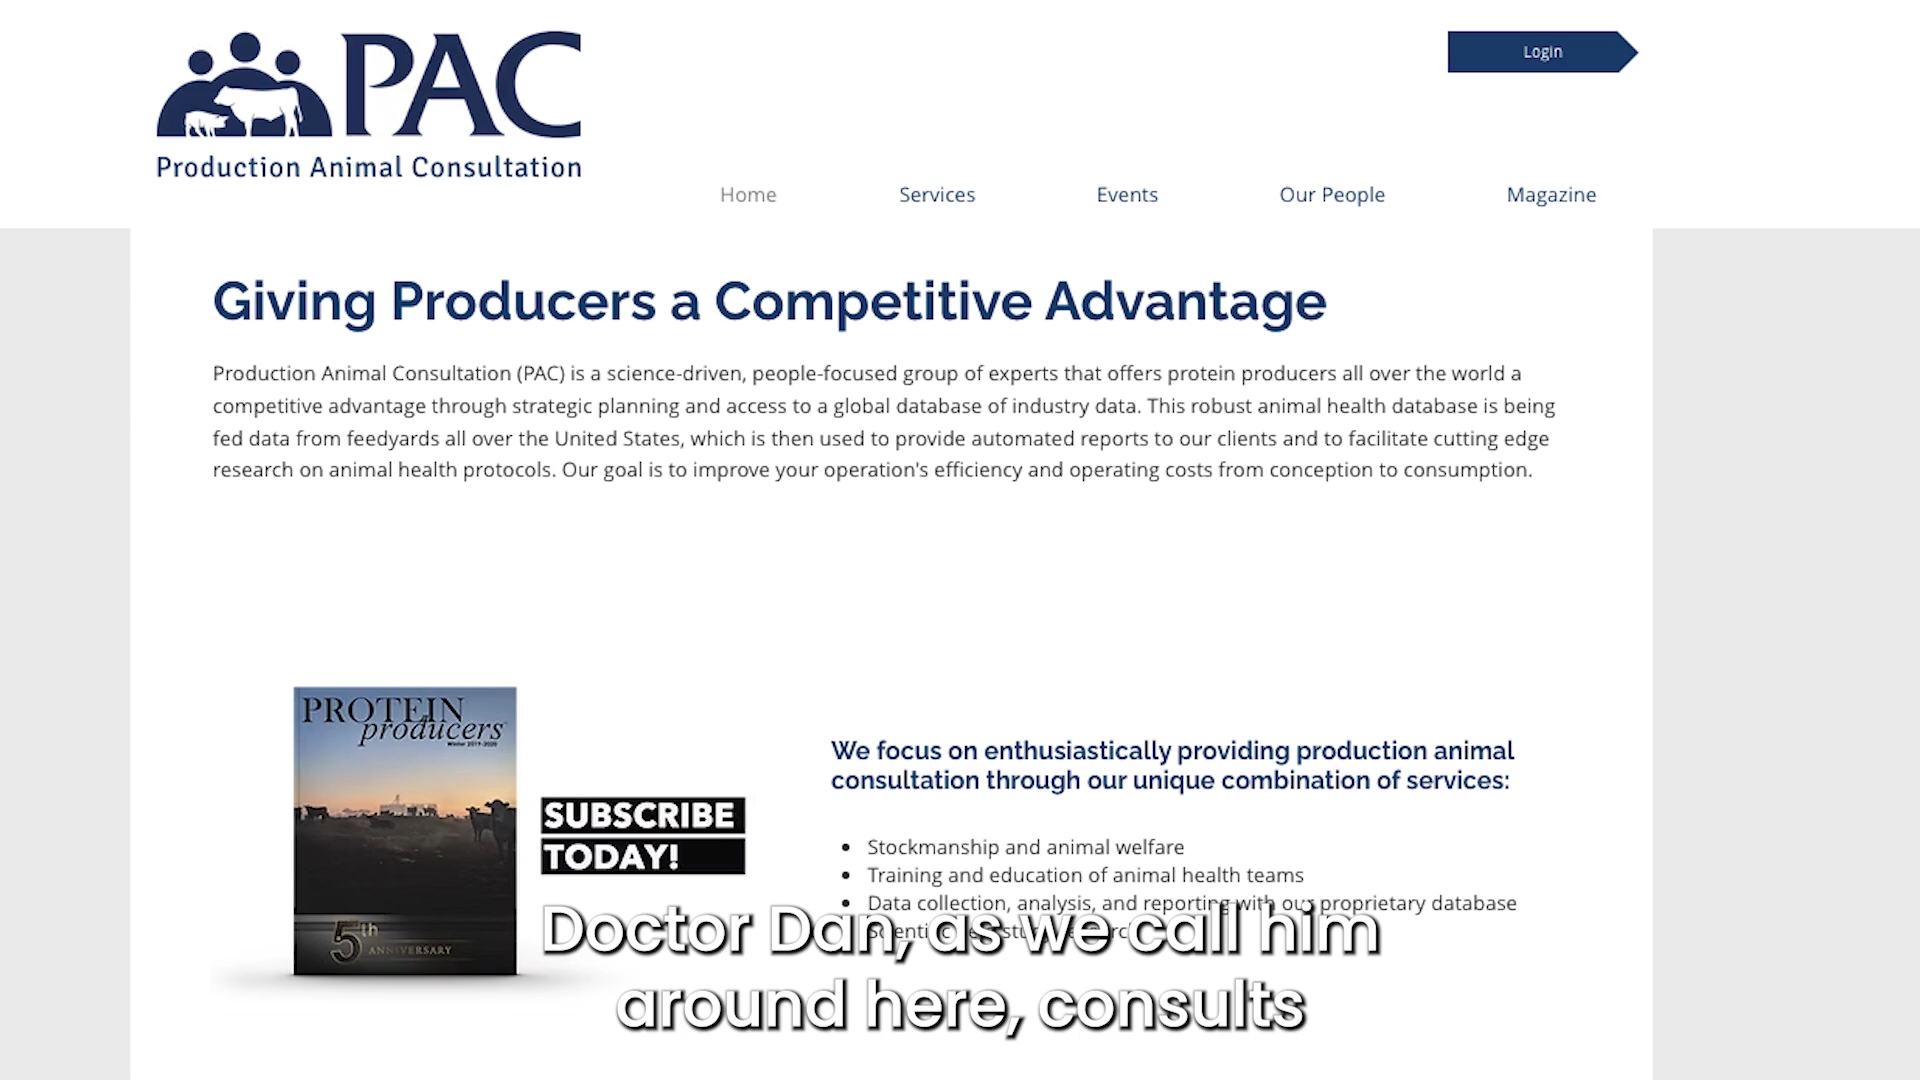 PAC
Production Animal Consultation
Login
Home Services Events Our People Magazine
Giving Producers a Competitive Advantage
Production Animal Consultation (PAC) is a science-driven, people-focused group of experts that offers protein producers all over the world a
competitive advantage through strategic planning and access to a global database of industry data. This robust animal health database is being
fed data from feedyards all over the United States, which is then used to provide automated reports to our clients and to facilitate cutting edge
research on animal health protocols. Our goal is to improve your operation's efficiency and operating costs from conception to consumption.
PROTEIN
producers
Winter 2019-2020
5th
ANNIVERSARY
SUBSCRIBE
TODAY!
We focus on enthusiastically providing production animal
consultation through our unique combination of services:
Stockmanship and animal welfare
Training and education of animal health teams
Data collection, analysis, and reporting with our proprietary database
Doctor Dan, as we call him
around here, consults